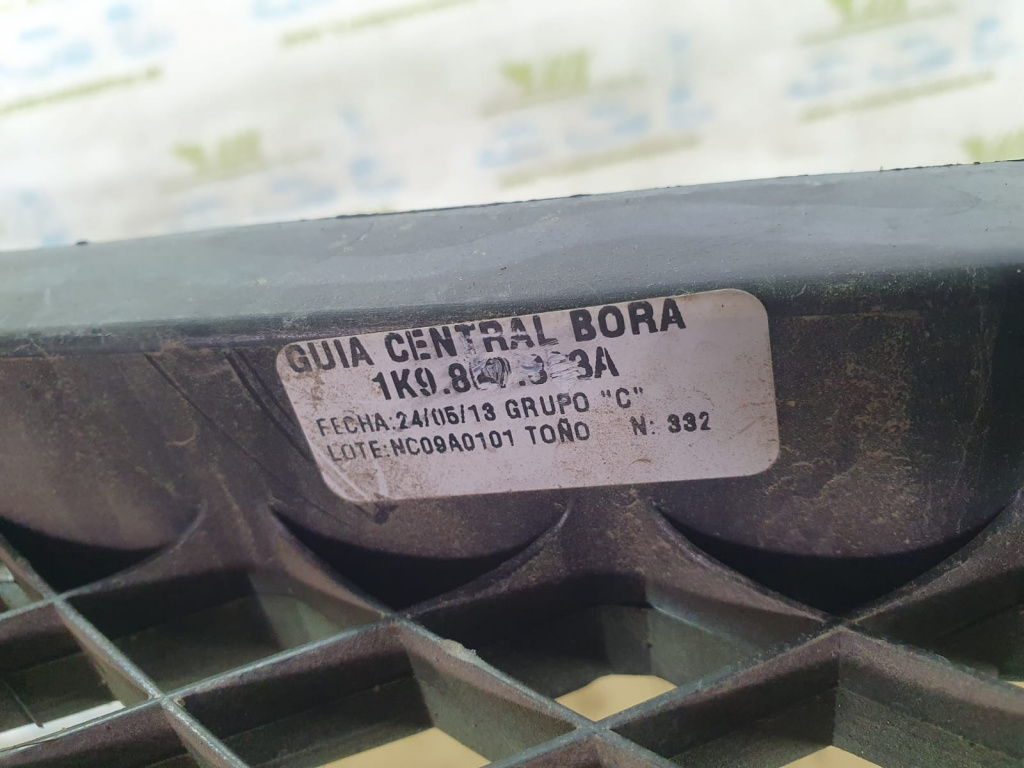 GUIA CENTRAL BORA
FECHA:24/05/13 GRUPO "C"
LOTE:NC09A0101 TOÑO N: 332